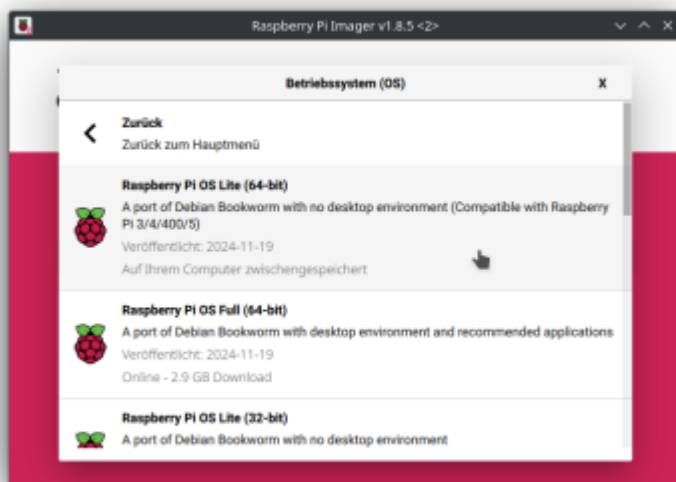 Raspberry Pi Imager v1.8.5 <2>
Betriebssystem (OS) X
Zurück
Zurück zum Hauptmenü
Raspberry Pi OS Lite (64-bit)
A port of Debian Bookworm with no desktop environment (Compatible with Raspberry
Pi 3/4/400/5)
Veröffentlicht: 2024-11-19
Auf Ihrem Computer zwischengespeichert
Raspberry Pi OS Full (64-bit)
A port of Debian Bookworm with desktop environment and recommended applications
Veröffentlicht: 2024-11-19
Online - 2.9 GB Download
Raspberry Pi OS Lite (32-bit)
A port of Debian Bookworm with no desktop environment